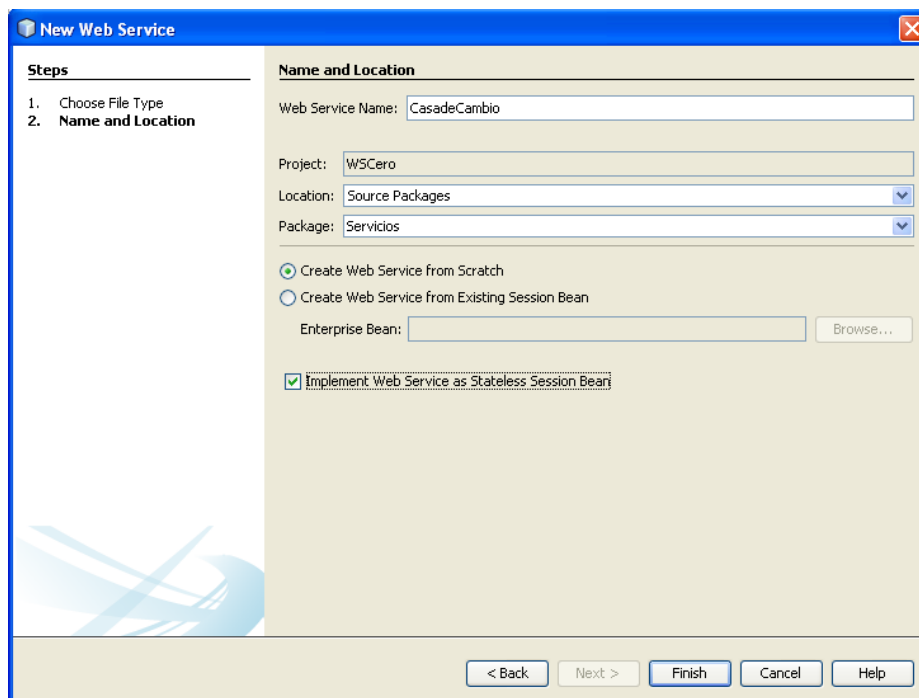 New Web Service
Steps
1. Choose File Type
2. Name and Location
Name and Location
Web Service Name: CasadeCambio
Project: WSCero
Location: Source Packages
Package: Servicios
Create Web Service from Scratch
Create Web Service from Existing Session Bean
Enterprise Bean: Browse...
Implement Web Service as Stateless Session Bean
< Back Next > Finish Cancel Help